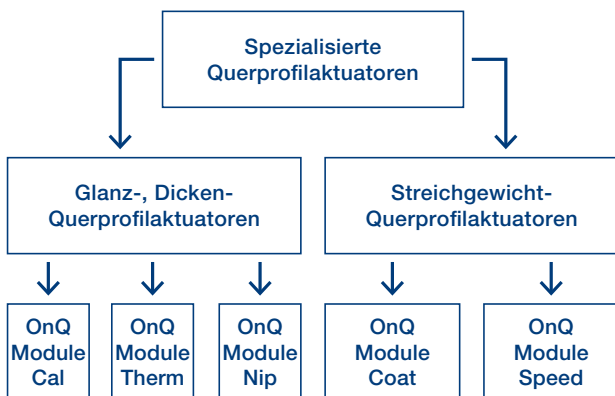 Spezialisierte
Querprofilaktuatoren
Glanz-, Dicken-
Querprofilaktuatoren
Streichgewicht-
Querprofilaktuatoren
OnQ
Module
Cal
OnQ
Module
Therm
OnQ
Module
Nip
OnQ
Module
Coat
OnQ
Module
Speed